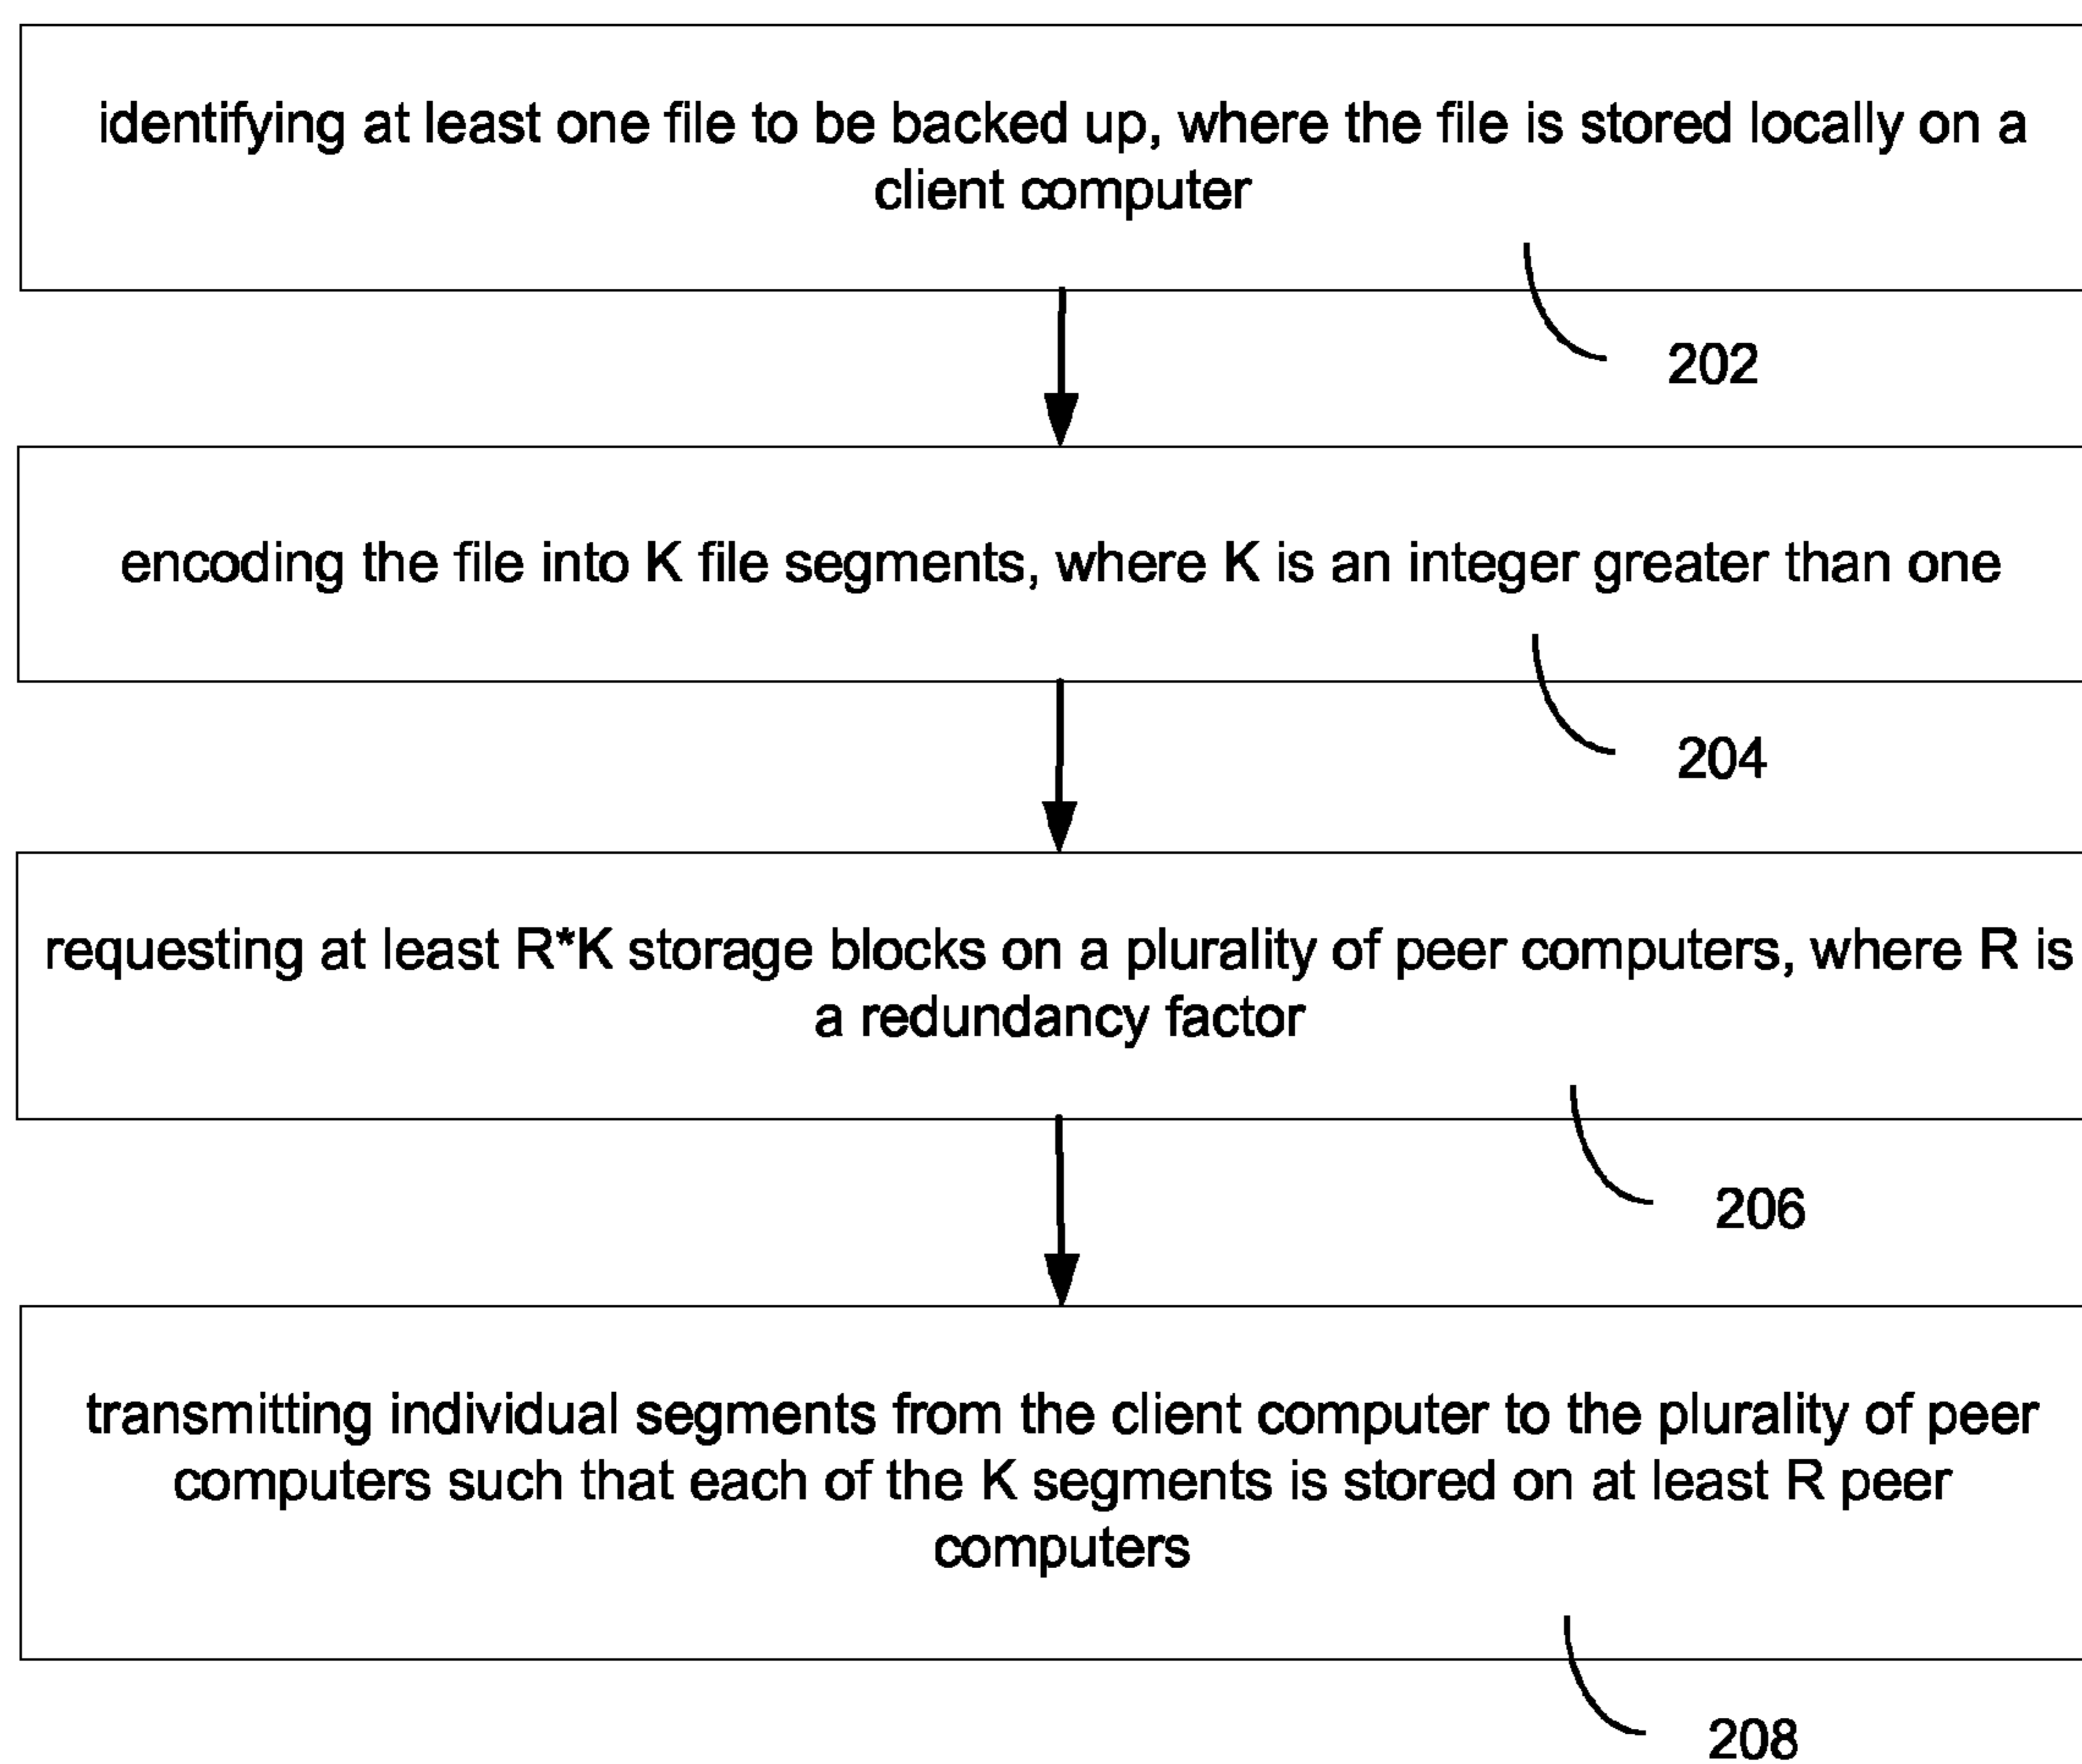 identifying at least one file to be backed up, where the file is stored locally on a
client computer
202
encoding the file into K file segments, where K is an integer greater than one
204
requesting at least R*K storage blocks on a plurality of peer computers, where R is
a redundancy factor
206
transmitting individual segments from the client computer to the plurality of peer
computers such that each of the K segments is stored on at least R peer
computers
208